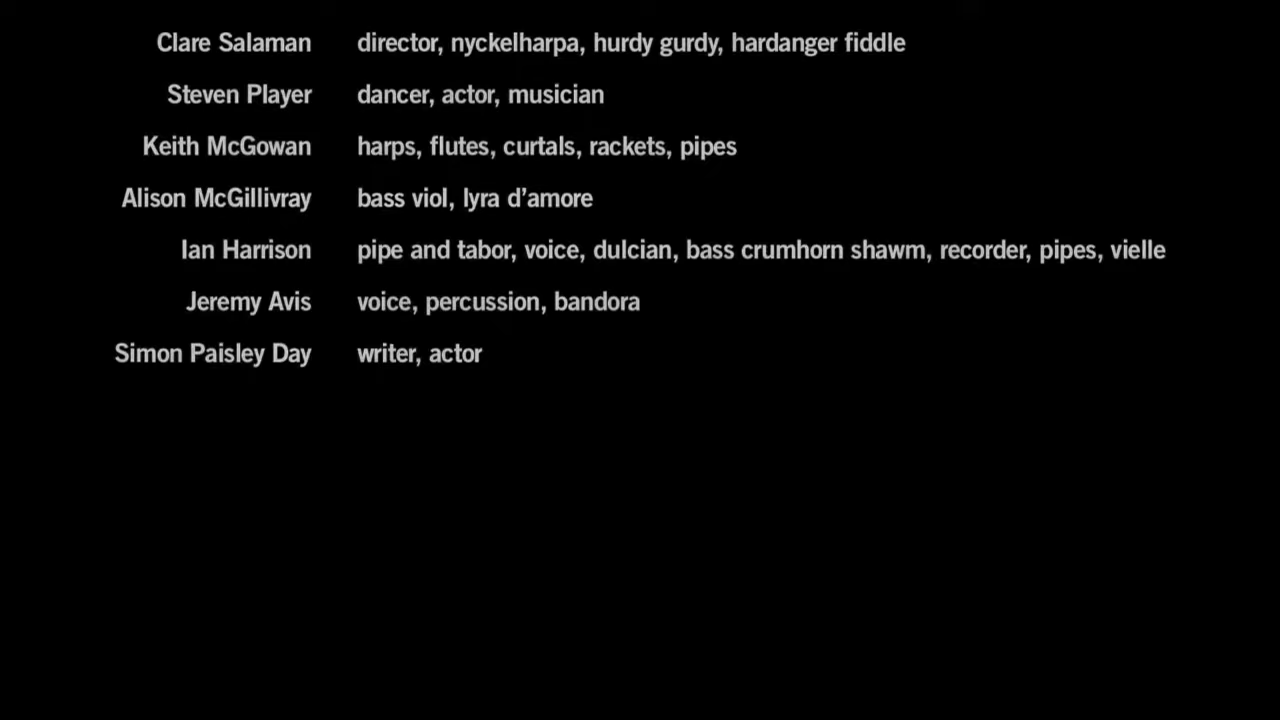 Clare Salaman director, nyckelharpa, hurdy gurdy, hardanger fiddle
Steven Player dancer, actor, musician
Keith McGowan harps, flutes, curtals, rackets, pipes
Alison McGillivray bass viol, lyra d’amore
Ian Harrison pipe and tabor, voice, dulcian, bass crumhorn shawm, recorder, pipes, vielle
Jeremy Avis voice, percussion, bandora
Simon Paisley Day writer, actor